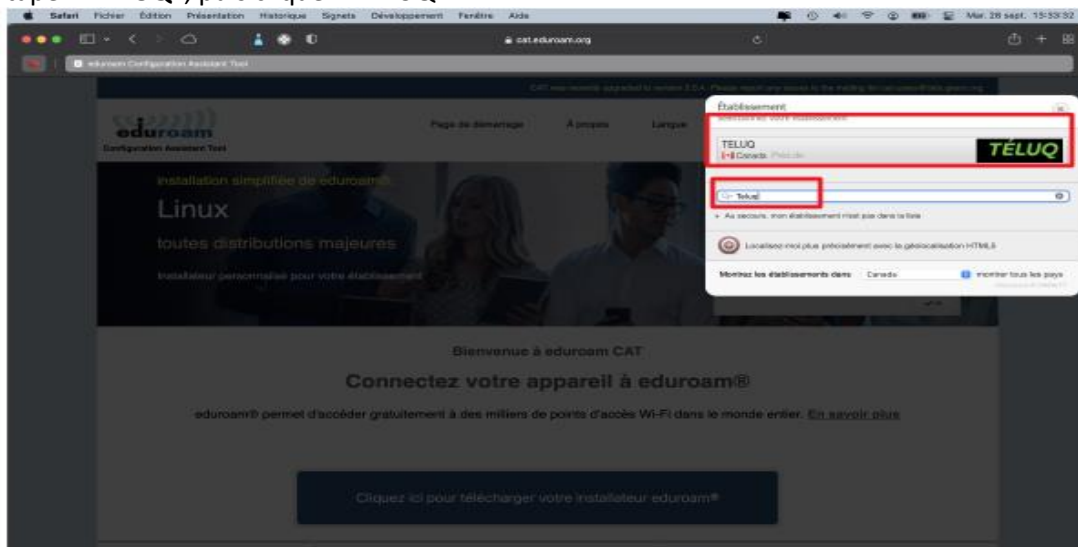 Safari Fichier Édition Présentation Historique Signets Développement Fenêtre Aide Mar. 28 sept. 15:53:52
cat.eduroam.org
eduroam Configuration Assistant Tool
eduroam
Configuration Assistant Tool
Page de démarrage À propos Langue
Établissement
sélectionnez votre établissement
TELUQ
Canada
TÉLUQ
Teluq
Au secours, mon établissement n'est pas dans la liste
Localisez-moi plus précisément avec la géolocalisation HTML5
Montrez les établissements dans Canada montrer tous les pays
installation simplifiée de eduroam®:
Linux
toutes distributions majeures
Installateur personnalisé pour votre établissement
Bienvenue à eduroam CAT
Connectez votre appareil à eduroam®
eduroam® permet d'accéder gratuitement à des milliers de points d'accès Wi-Fi dans le monde entier. En savoir plus
Cliquez ici pour télécharger votre installateur eduroam®